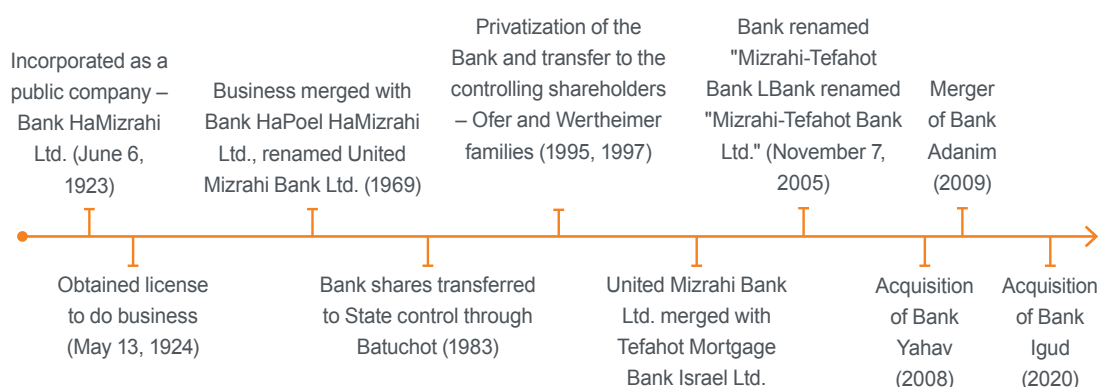 Incorporated as a
public company –
Bank HaMizrahi
Ltd. (June 6,
1923)
Obtained license
to do business
(May 13, 1924)
Business merged with
Bank HaPoel HaMizrahi
Ltd., renamed United
Mizrahi Bank Ltd. (1969)
Bank shares transferred
to State control through
Batuchot (1983)
Privatization of the
Bank and transfer to the
controlling shareholders
– Ofer and Wertheimer
families (1995, 1997)
United Mizrahi Bank
Ltd. merged with
Tefahot Mortgage
Bank Israel Ltd.
Bank renamed
"Mizrahi-Tefahot
Bank LBank renamed
"Mizrahi-Tefahot Bank
Ltd." (November 7,
2005)
Acquisition
of Bank
Yahav
(2008)
Merger
of Bank
Adanim
(2009)
Acquisition
of Bank
Igud
(2020)